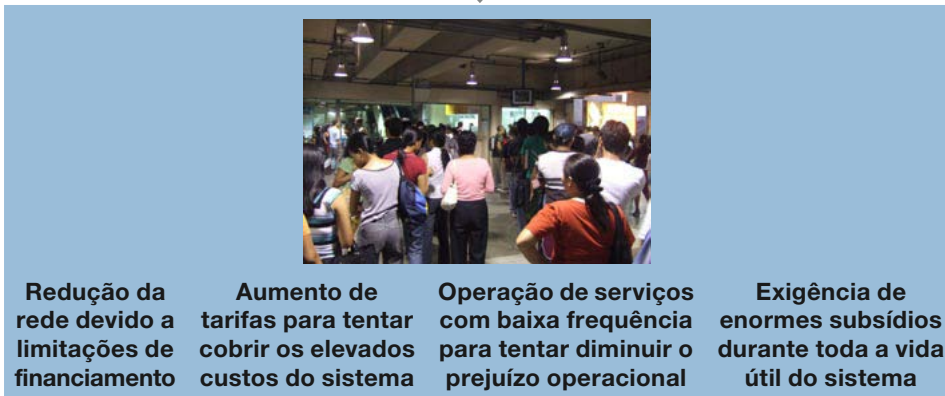 Redução da
rede devido a
limitações de
financiamento
Aumento de
tarifas para tentar
cobrir os elevados
custos do sistema
Operação de serviços
com baixa frequência
para tentar diminuir o
prejuízo operacional
Exigência de
enormes subsídios
durante toda a vida
útil do sistema